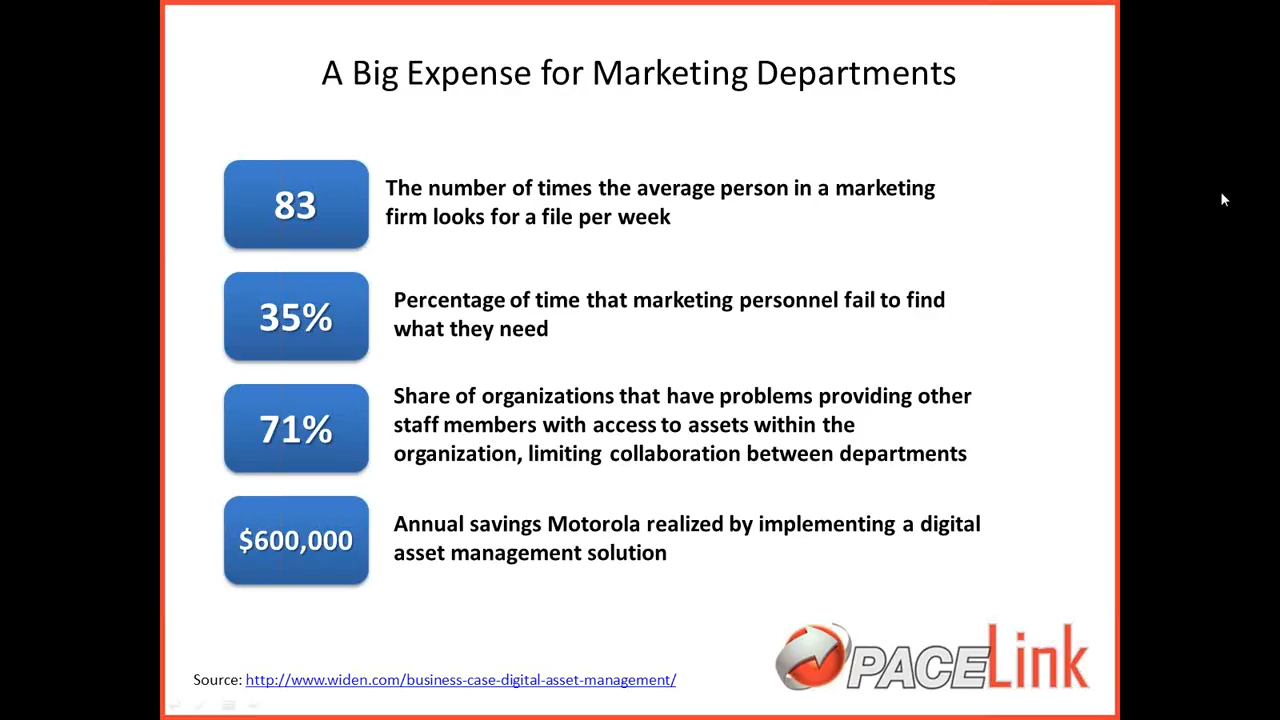 A Big Expense for Marketing Departments
83
The number of times the average person in a marketing
firm looks for a file per week
35%
Percentage of time that marketing personnel fail to find
what they need
71%
Share of organizations that have problems providing other
staff members with access to assets within the
organization, limiting collaboration between departments
$600,000
Annual savings Motorola realized by implementing a digital
asset management solution
PACELink
Source: http://www.widen.com/business-case-digital-asset-management/